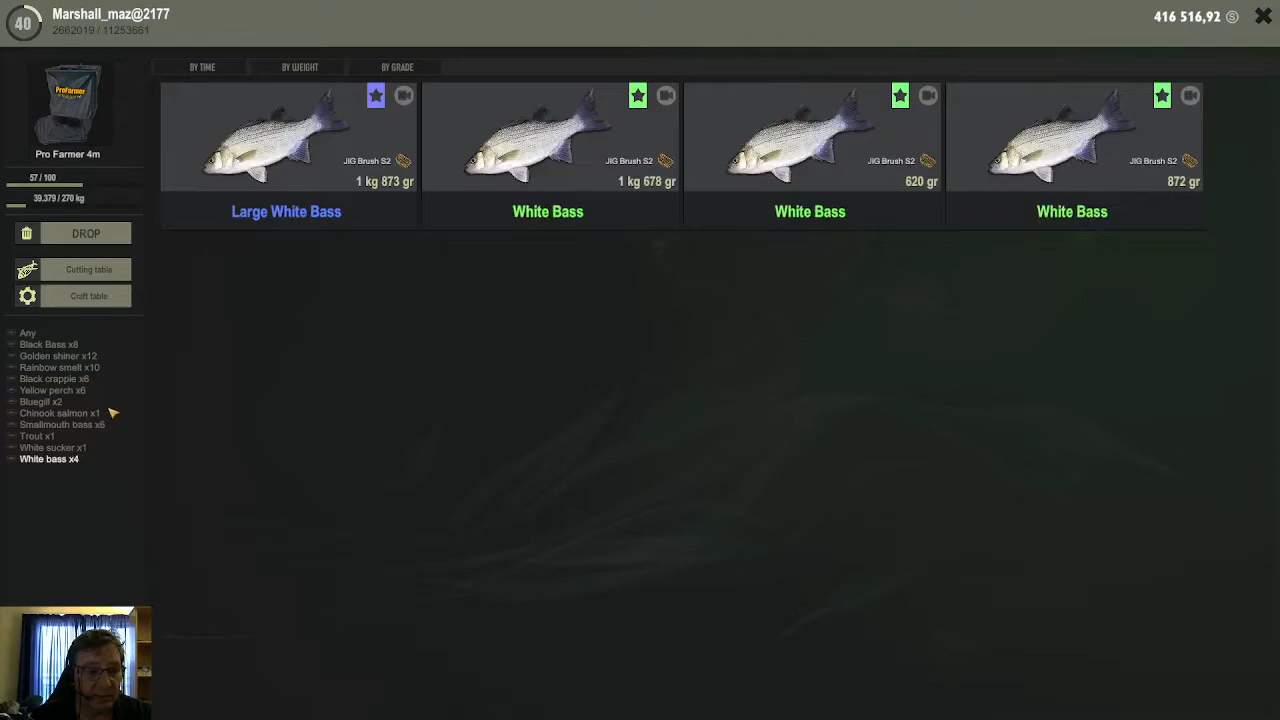 40
Marshall_maz@2177
2662019 / 11253661
416 516,92 S
BY TIME
BY WEIGHT
BY GRADE
ProFarmer
Pro Farmer 4m
57 / 100
39.379 / 270 kg
DROP
Cutting table
Craft table
Any
Black Bass x8
Golden shiner x12
Rainbow smelt x10
Black crappie x6
Yellow perch x6
Bluegill x2
Chinook salmon x1
Smallmouth bass x6
Trout x1
White sucker x1
White bass x4
JIG Brush S2
1 kg 873 gr
Large White Bass
JIG Brush S2
1 kg 678 gr
White Bass
JIG Brush S2
620 gr
White Bass
JIG Brush S2
872 gr
White Bass